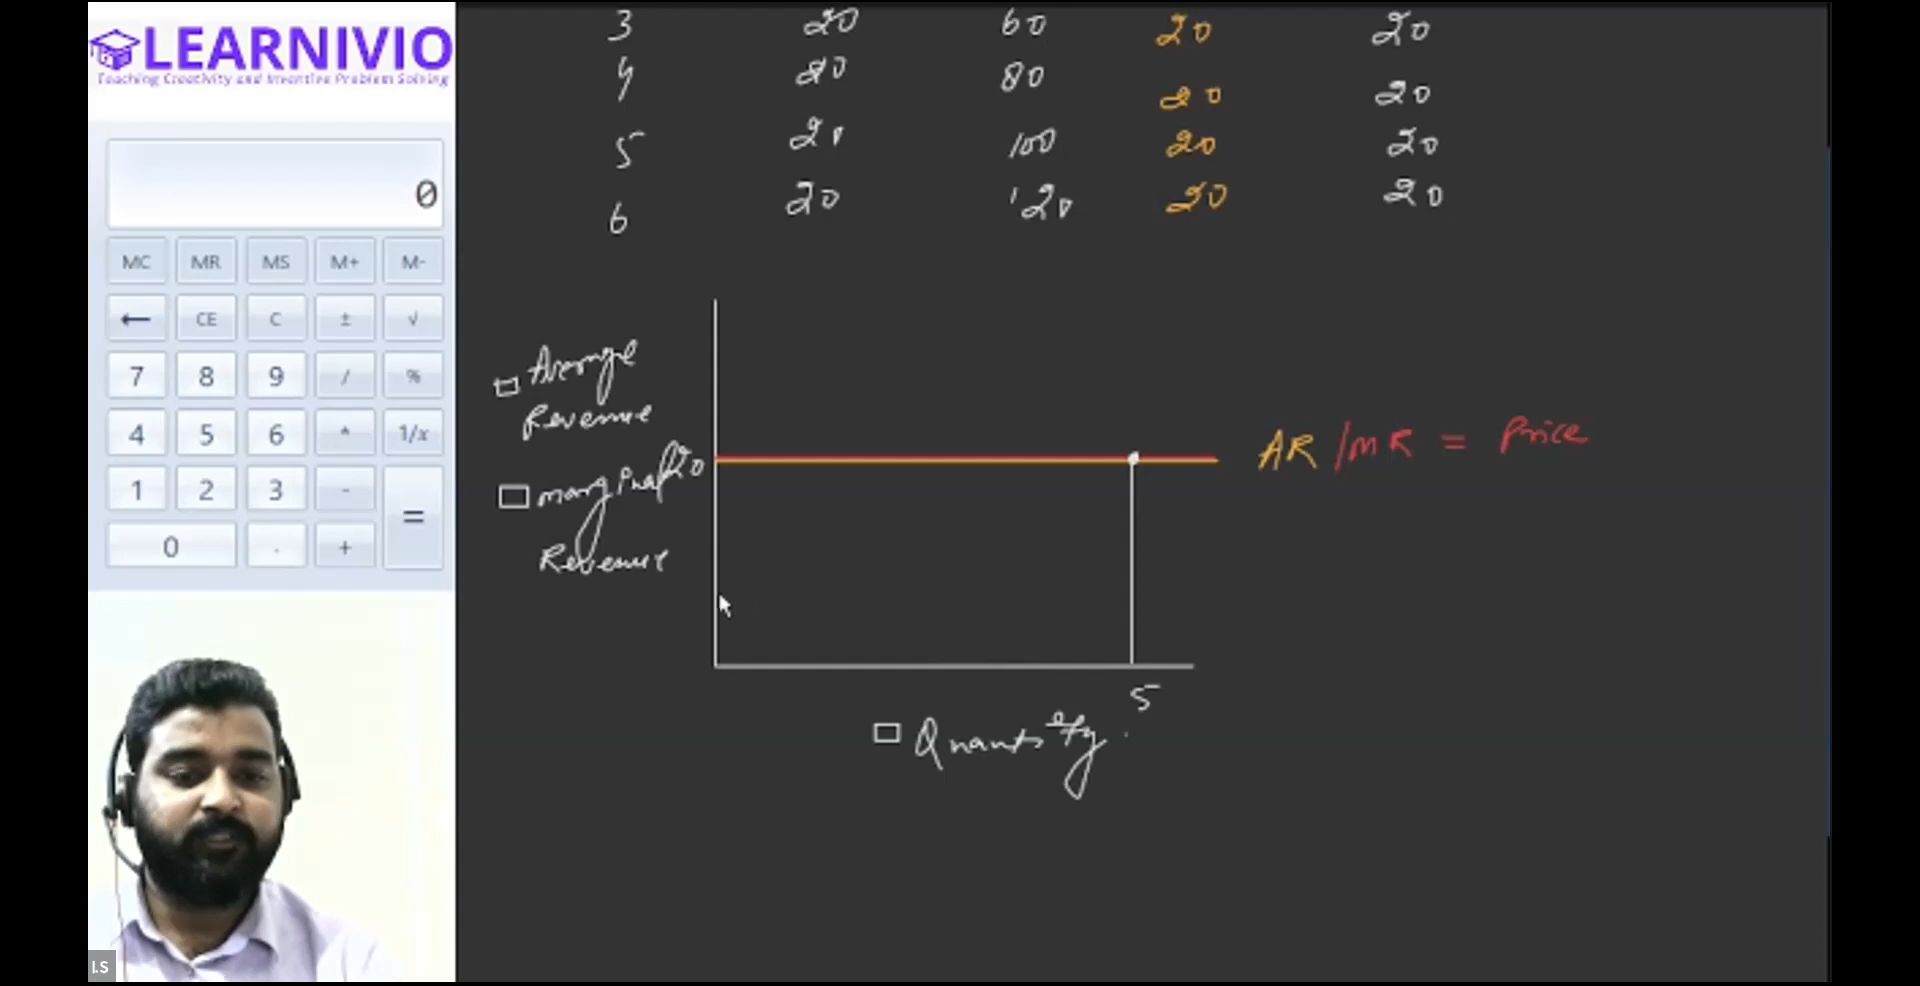 LEARNIVIO
Teaching Creativity and Inventive Problem Solving
0
MC MR MS M+ M-
← CE C ± √
7 8 9 / %
4 5 6 * 1/x
1 2 3 - =
0 . +
I.S
3 20 60 20 20
4 20 80 20 20
5 20 100 20 20
6 20 120 20 20
Average
Revenue
20
marginal
Revenue
AR/MR = Price
5
Quantity